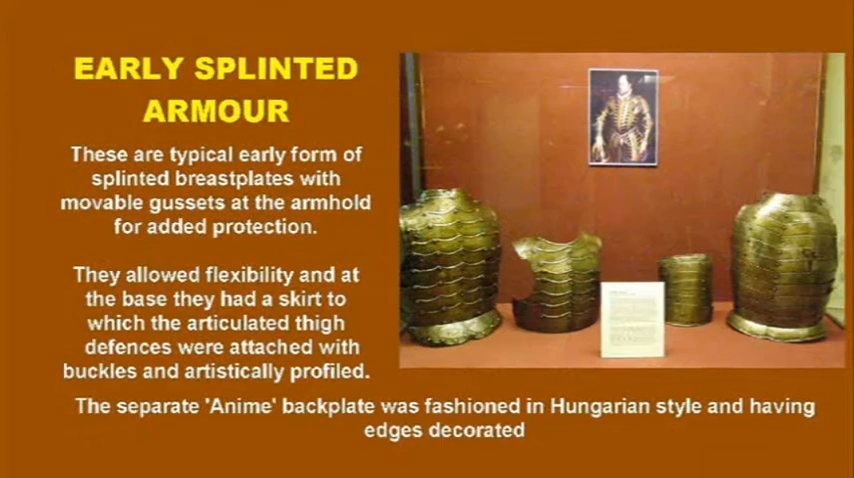 EARLY SPLINTED
ARMOUR
These are typical early form of
splinted breastplates with
movable gussets at the armhold
for added protection.
They allowed flexibility and at
the base they had a skirt to
which the articulated thigh
defences were attached with
buckles and artistically profiled.
The separate 'Anime' backplate was fashioned in Hungarian style and having
edges decorated